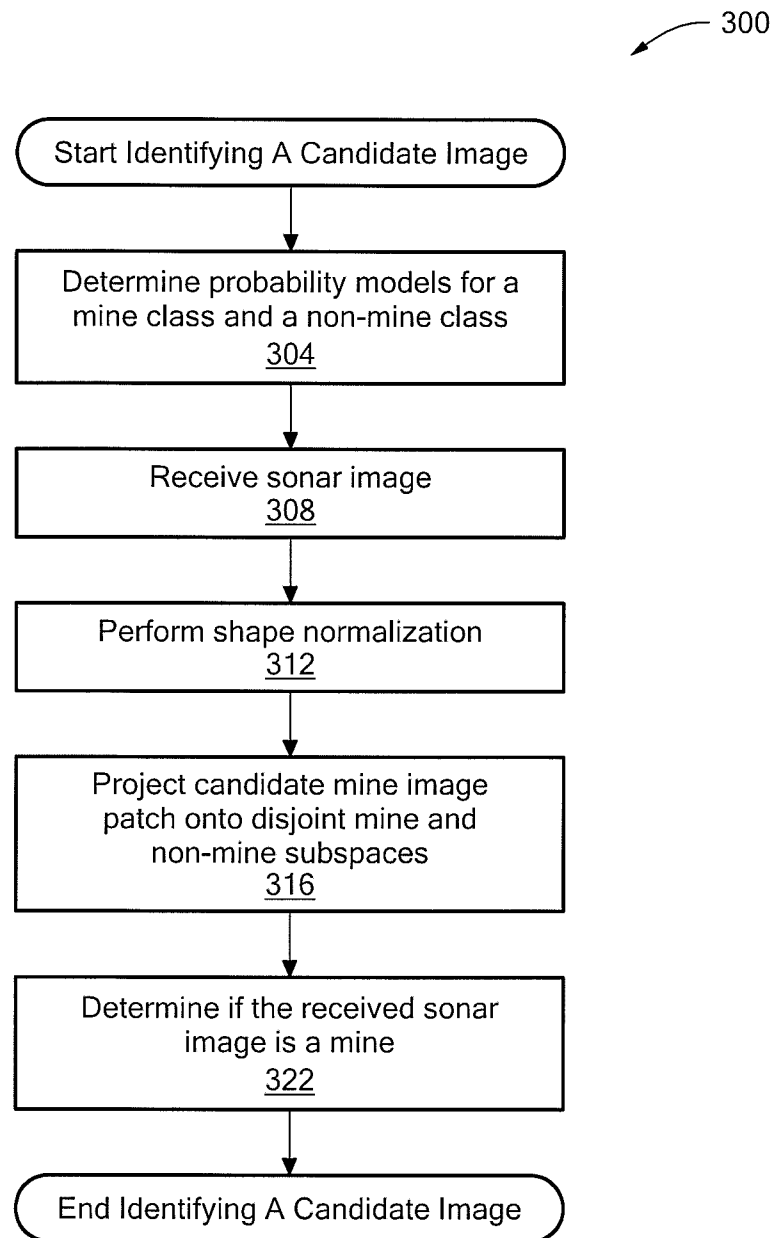 300
Start Identifying A Candidate Image
Determine probability models for a
mine class and a non-mine class
304
Receive sonar image
308
Perform shape normalization
312
Project candidate mine image
patch onto disjoint mine and
non-mine subspaces
316
Determine if the received sonar
image is a mine
322
End Identifying A Candidate Image